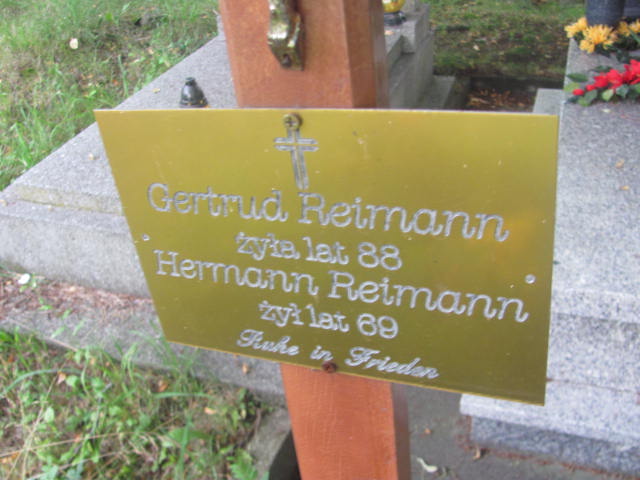 Gertrud Reimann
żyła lat 88
Hermann Reimann
żył lat 69
Ruhe in Frieden